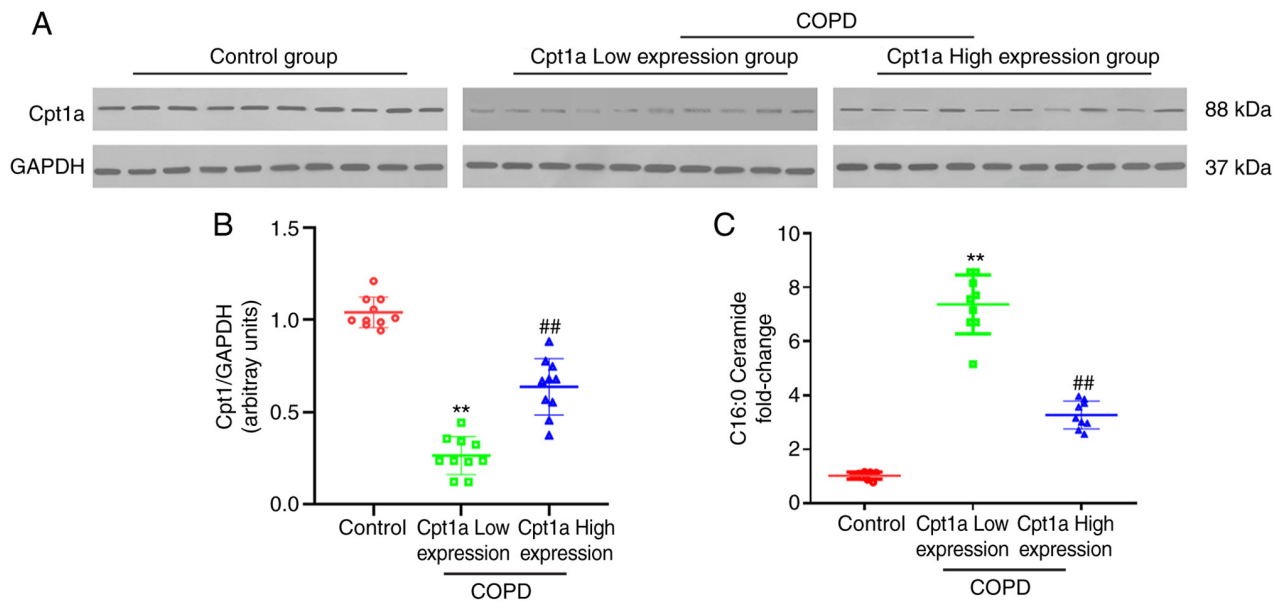 A
COPD
Control group
Cpt1a Low expression group
Cpt1a High expression group
Cpt1a
88 kDa
GAPDH
37 kDa
B
Cpt1/GAPDH
(arbitray units)
1.5
1.0
0.5
0.0
**
##
Control
Cpt1a Low
expression
Cpt1a High
expression
COPD
C
C16:0 Ceramide
fold-change
10
8
6
4
2
0
**
##
Control
Cpt1a Low
expression
Cpt1a High
expression
COPD